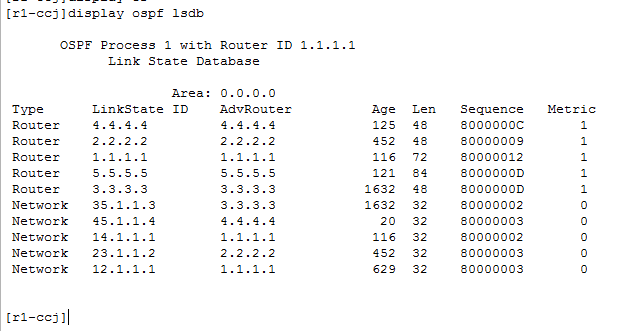 [r1-ccj]display ospf lsdb
OSPF Process 1 with Router ID 1.1.1.1
Link State Database
Area: 0.0.0.0
Type LinkState ID AdvRouter Age Len Sequence Metric
Router 4.4.4.4 4.4.4.4 125 48 8000000C 1
Router 2.2.2.2 2.2.2.2 452 48 80000009 1
Router 1.1.1.1 1.1.1.1 116 72 80000012 1
Router 5.5.5.5 5.5.5.5 121 84 8000000D 1
Router 3.3.3.3 3.3.3.3 1632 48 8000000D 1
Network 35.1.1.3 3.3.3.3 1632 32 80000002 0
Network 45.1.1.4 4.4.4.4 20 32 80000003 0
Network 14.1.1.1 1.1.1.1 116 32 80000002 0
Network 23.1.1.2 2.2.2.2 452 32 80000003 0
Network 12.1.1.1 1.1.1.1 629 32 80000003 0
[r1-ccj]